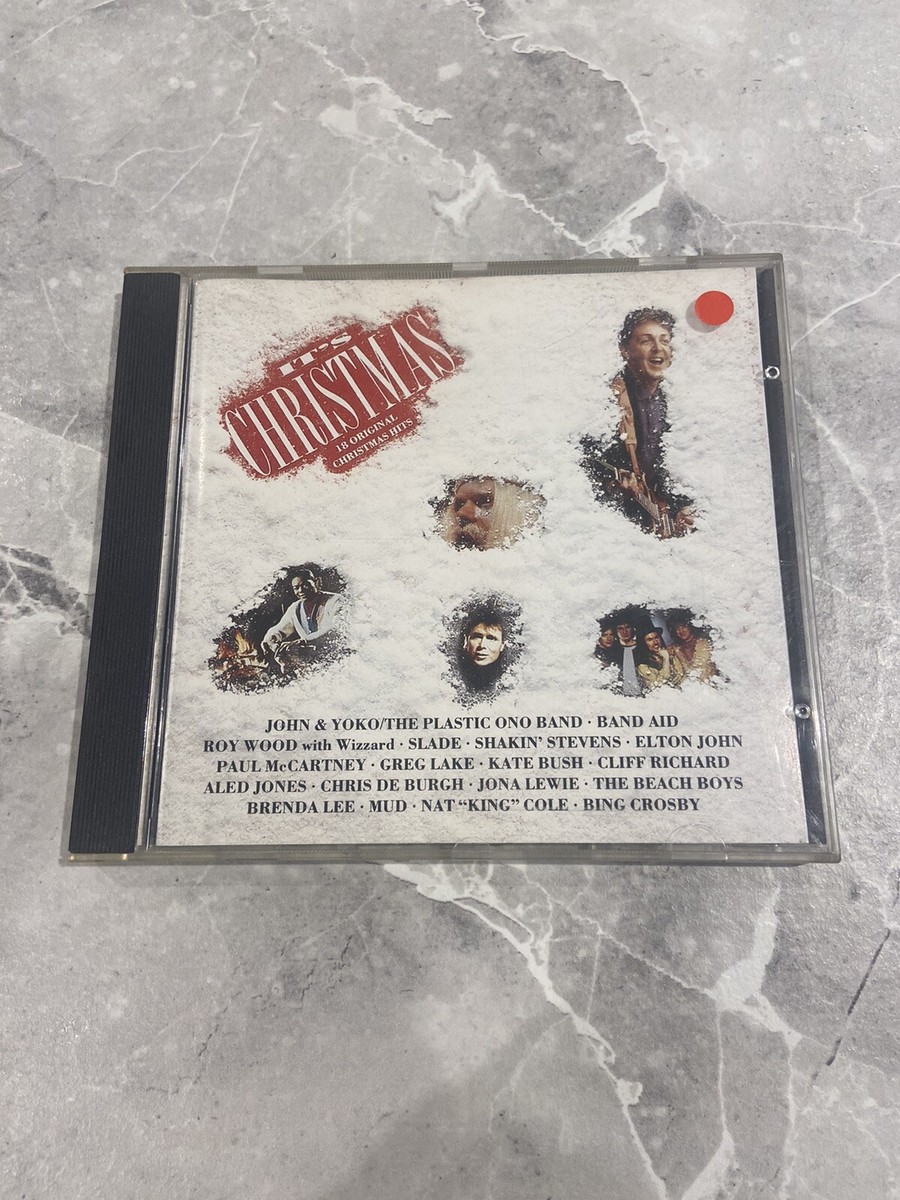 IT'S
CHRISTMAS
18 ORIGINAL
CHRISTMAS HITS
JOHN & YOKO/THE PLASTIC ONO BAND · BAND AID
ROY WOOD with Wizzard · SLADE · SHAKIN' STEVENS · ELTON JOHN
PAUL McCARTNEY · GREG LAKE · KATE BUSH · CLIFF RICHARD
ALED JONES · CHRIS DE BURGH · JONA LEWIE · THE BEACH BOYS
BRENDA LEE · MUD · NAT “KING” COLE · BING CROSBY